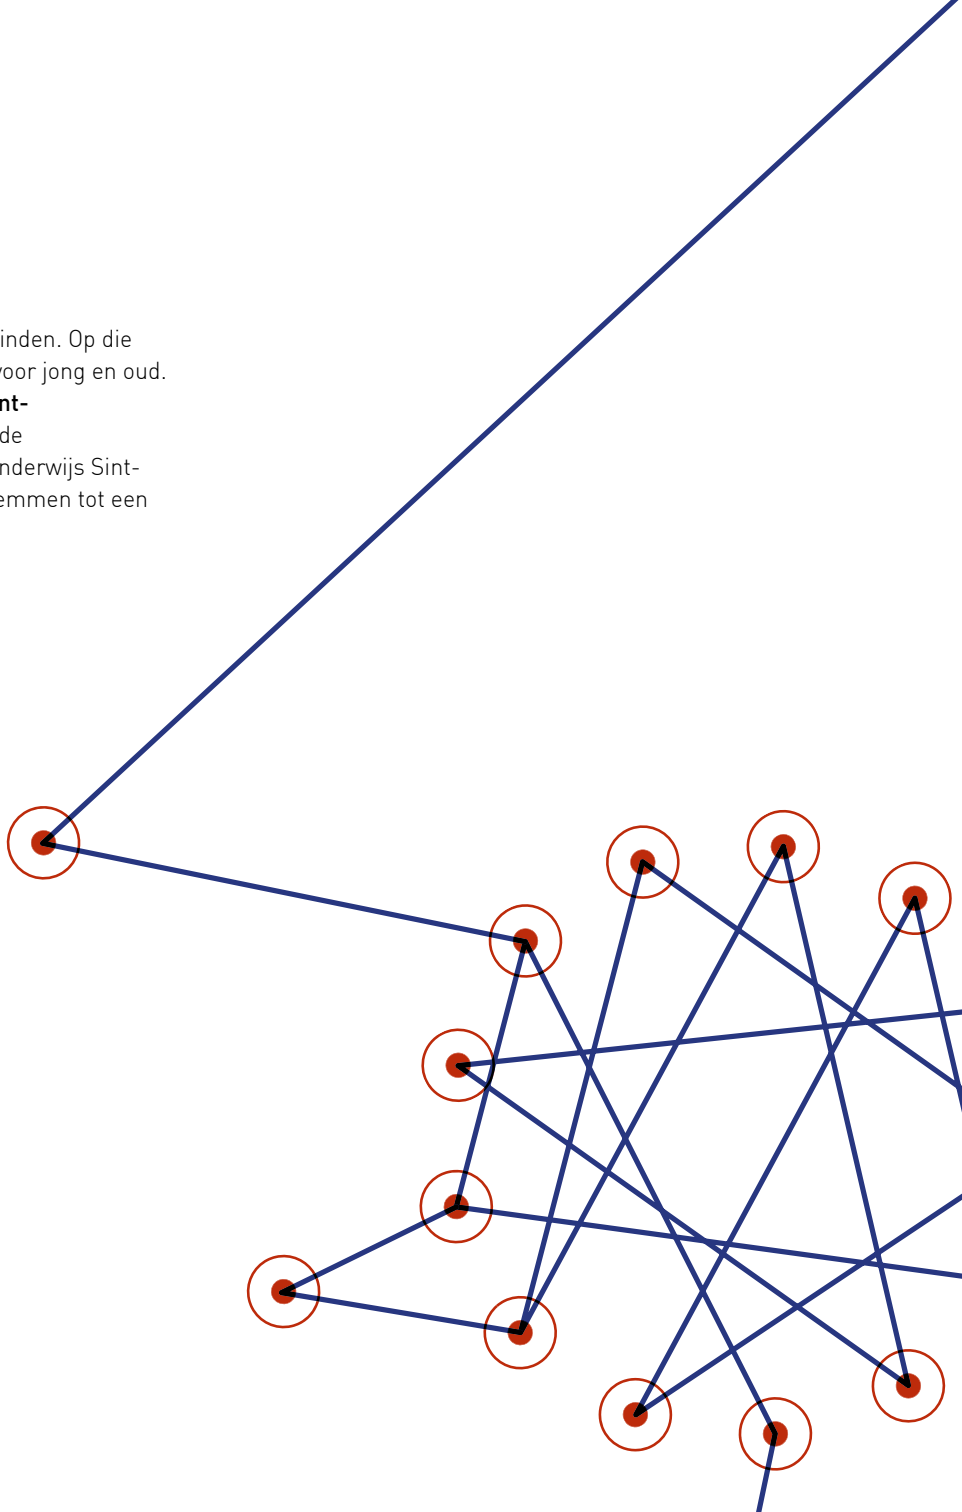 inden. Op die
voor jong en oud.
nt-
de
nderwijs Sint-
emmen tot een